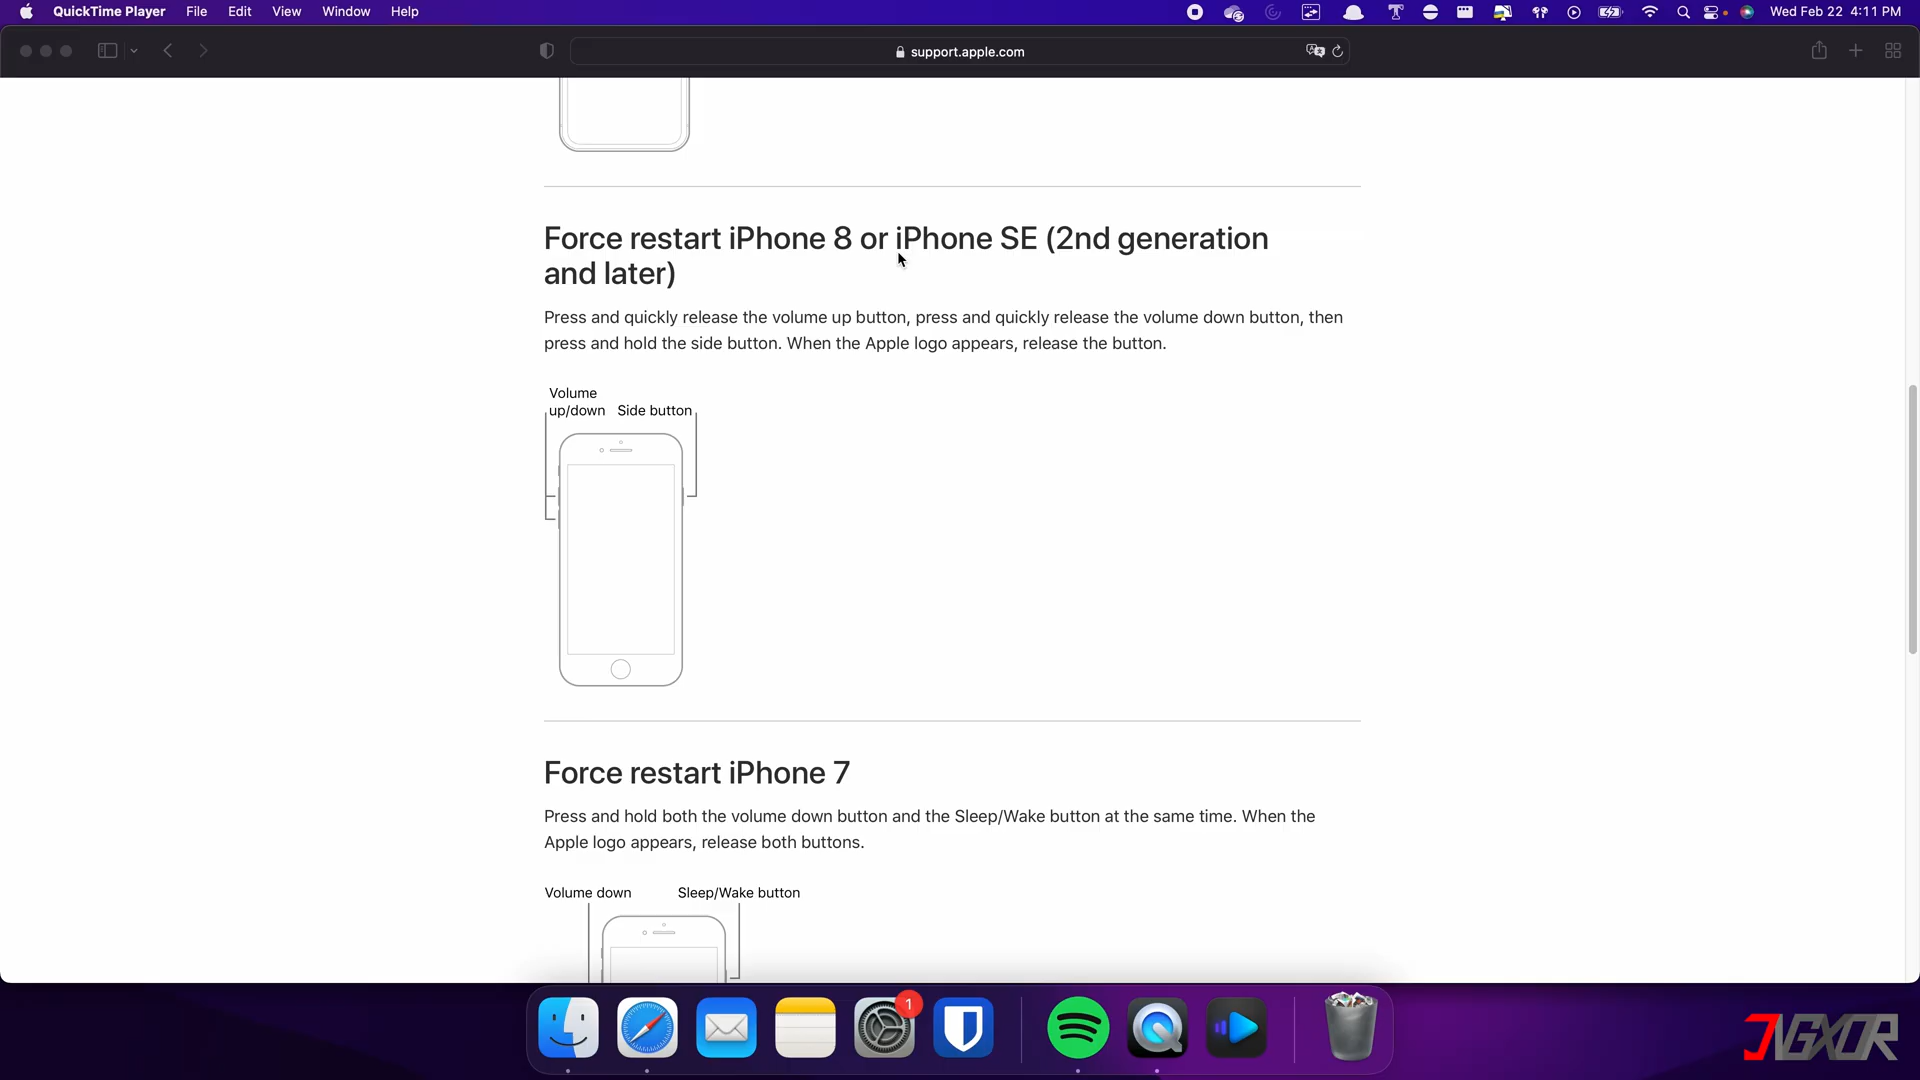 QuickTime Player File Edit View Window Help
Wed Feb 22 4:11 PM
support.apple.com
Force restart iPhone 8 or iPhone SE (2nd generation
and later)
Press and quickly release the volume up button, press and quickly release the volume down button, then
press and hold the side button. When the Apple logo appears, release the button.
Volume
up/down Side button
Force restart iPhone 7
Press and hold both the volume down button and the Sleep/Wake button at the same time. When the
Apple logo appears, release both buttons.
Volume down Sleep/Wake button
1
JVGXOR